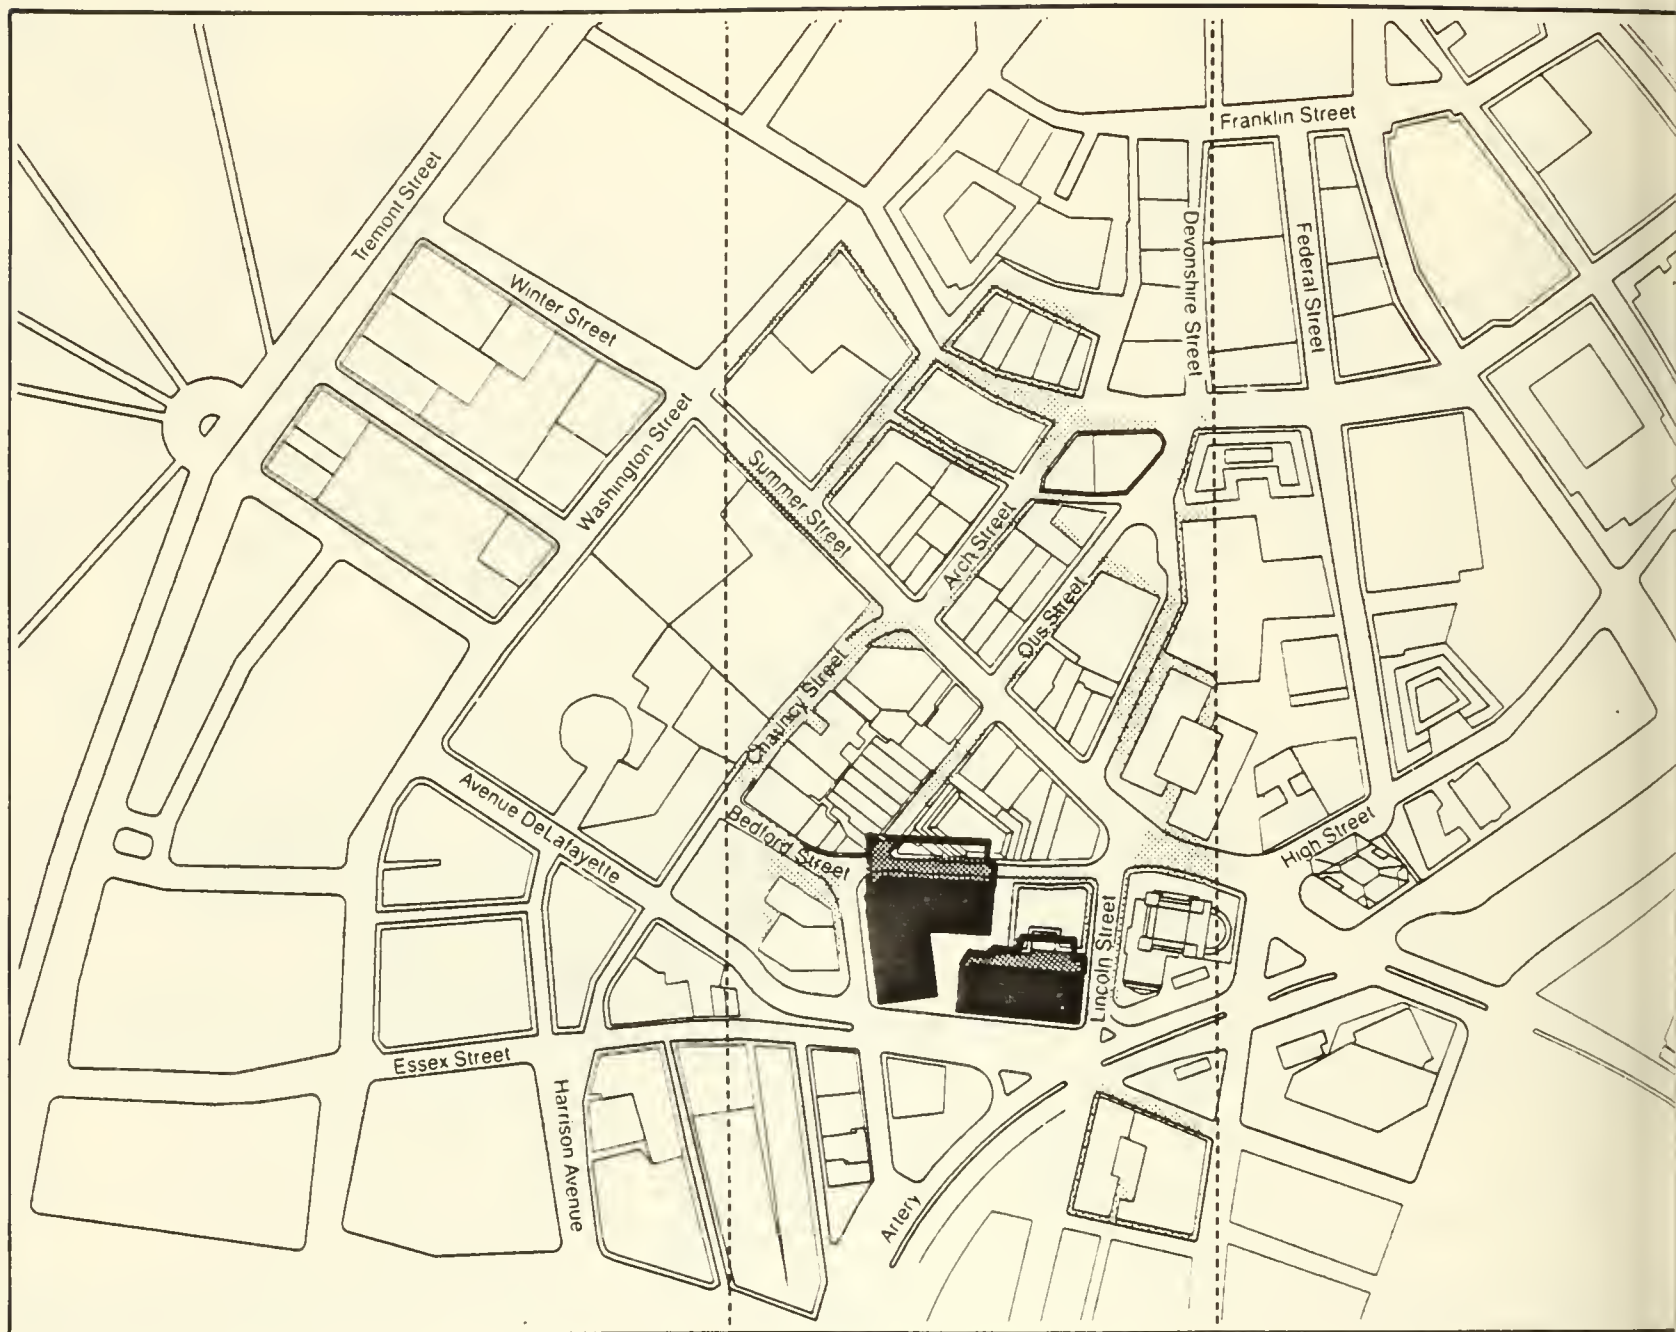 Franklin Street
Tremont Street
Winter Street
Devonshire Street
Federal Street
Washington Street
Summer Street
Arch Street
Otis Street
Chauncy Street
Avenue DeLafayette
Bedford Street
High Street
Lincoln Street
Essex Street
Harrison Avenue
Artery